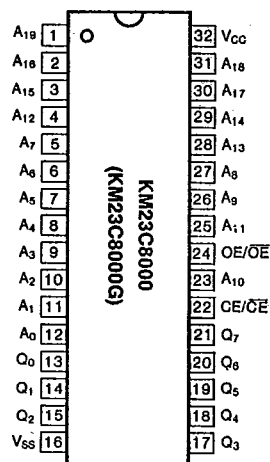 A19 1 32 VCC
A16 2 31 A18
A15 3 30 A17
A12 4 29 A14
A7 5 28 A13
A6 6 27 A8
A5 7 26 A9
A4 8 25 A11
A3 9 24 OE/O̅E̅
A2 10 23 A10
A1 11 22 CE/C̅E̅
A0 12 21 Q7
Q0 13 20 Q6
Q1 14 19 Q5
Q2 15 18 Q4
VSS 16 17 Q3
KM23C8000
(KM23C8000G)